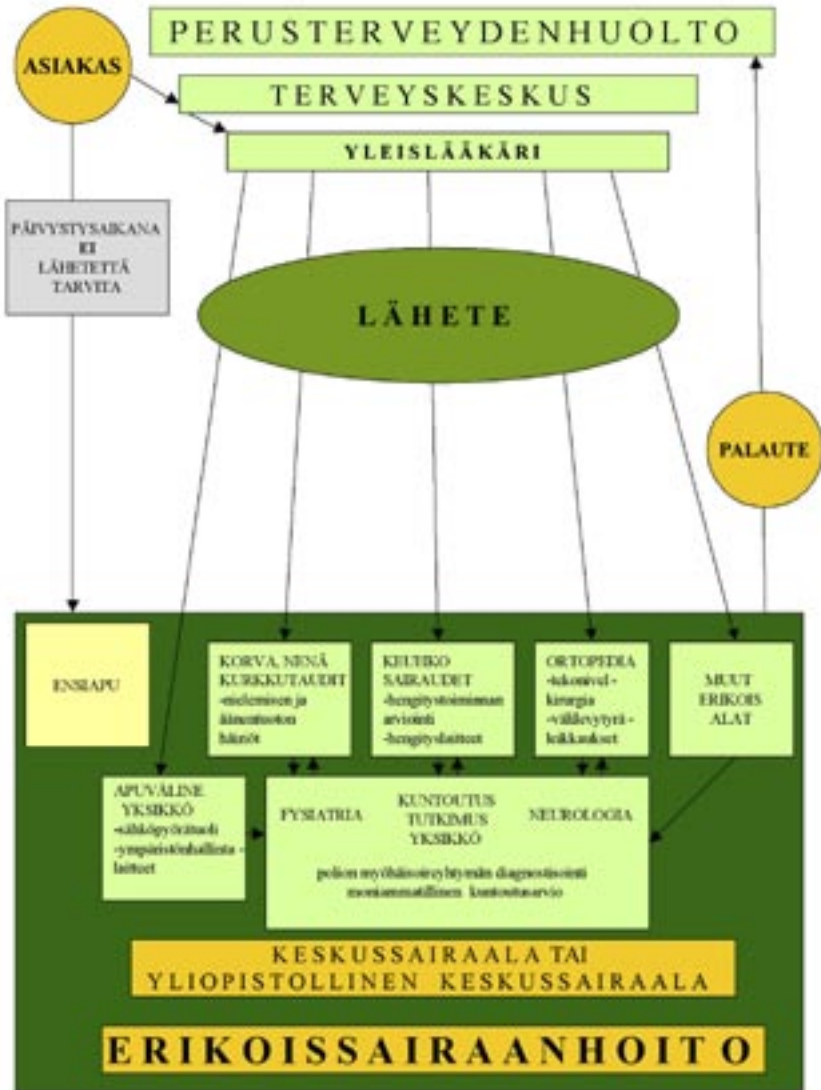 PERUSTERVEYDENHUOLTO
ASIAKAS
TERVEYSKESKUS
YLEISLÄÄKÄRI
PÄIVYSTYSAIKANA
EI
LÄHETETTÄ
TARVITA
LÄHETE
PALAUTE
ENSIAPU
KORVA, NENÄ
KURKKUTAUDIT
-nielemisen ja
äänentuoton
häiriöt
KEUHKO
SAIRAUDET
-hengitystoiminnan
arviointi
-hengityslaitteet
ORTOPEDIA
-tekonivel -
kirurgia
-välilevytyrä -
leikkaukset
MUUT
ERIKOIS
ALAT
APUVÄLINE
YKSIKKÖ
-sähköpyörätuoli
-ympäristönhallinta -
laitteet
FYSIATRIA
KUNTOUTUS
TUTKIMUS
YKSIKKÖ
NEUROLOGIA
polion myöhäisoireyhtymän diagnostisointi
moniammatillinen kuntoutusarvio
KESKUSSAIRAALA TAI
YLIOPISTOLLINEN KESKUSSAIRAALA
ERIKOISSAIRAANHOITO